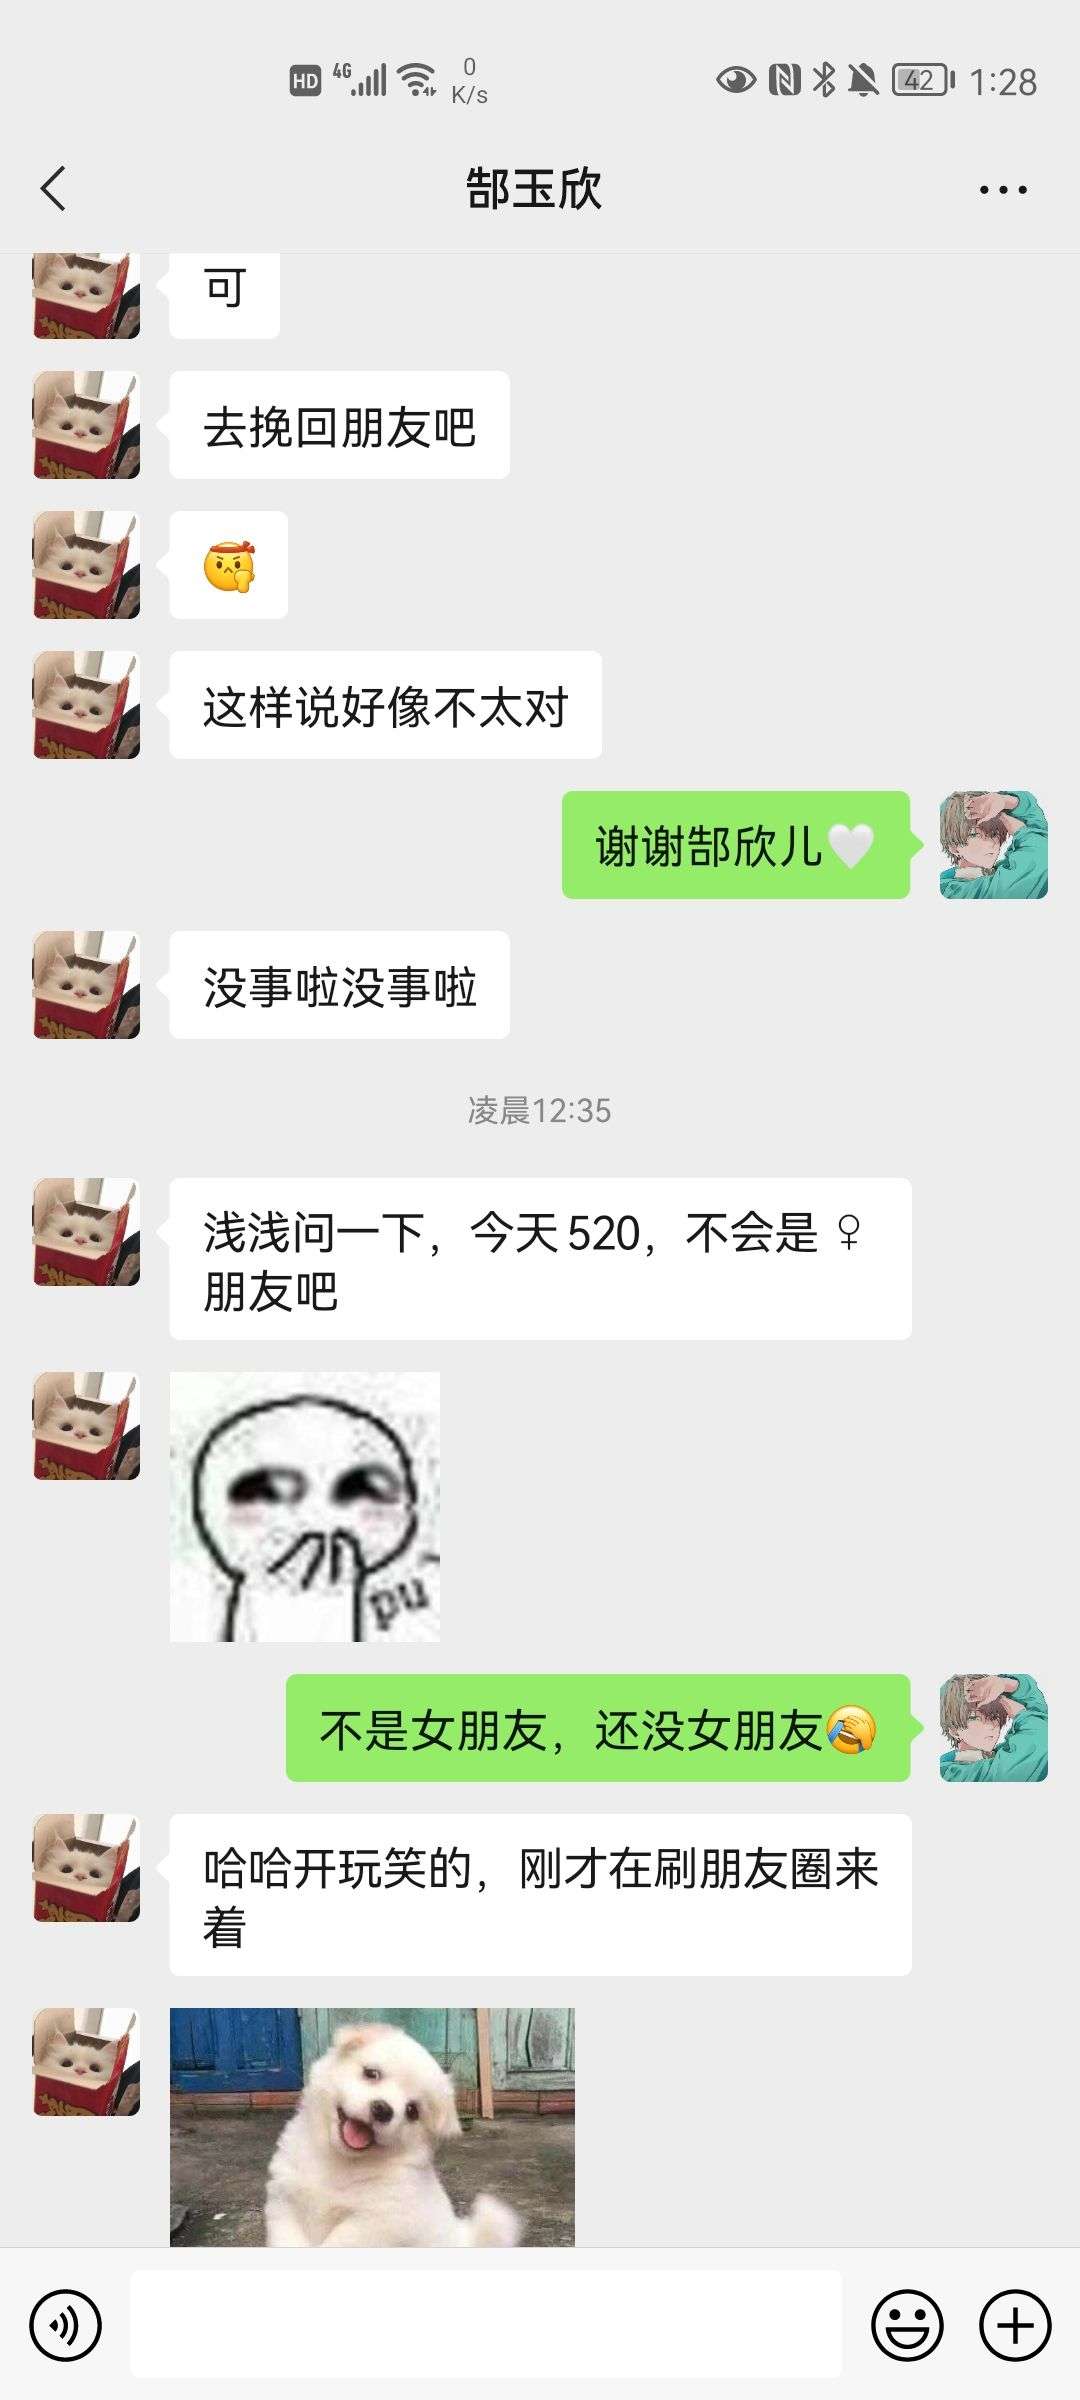 HD 4G 0 K/s 42 1:28
郜玉欣
可
去挽回朋友吧
这样说好像不太对
谢谢郜欣儿🤍
没事啦没事啦
凌晨12:35
浅浅问一下，今天520，不会是♀
朋友吧
pu~
不是女朋友，还没女朋友
哈哈开玩笑的，刚才在刷朋友圈来
着